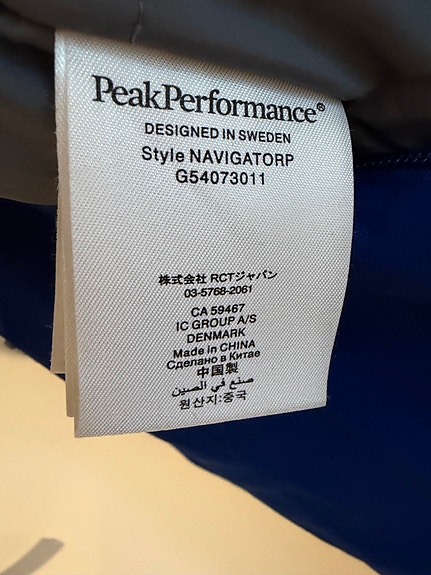 PeakPerformance®
DESIGNED IN SWEDEN
Style NAVIGATORP
G54073011
株式会社 RCTジャパン
03-5768-2061
CA 59467
IC GROUP A/S
DENMARK
Made in CHINA
Сделано в Китае
中国製
صنع في الصين
원산지:중국